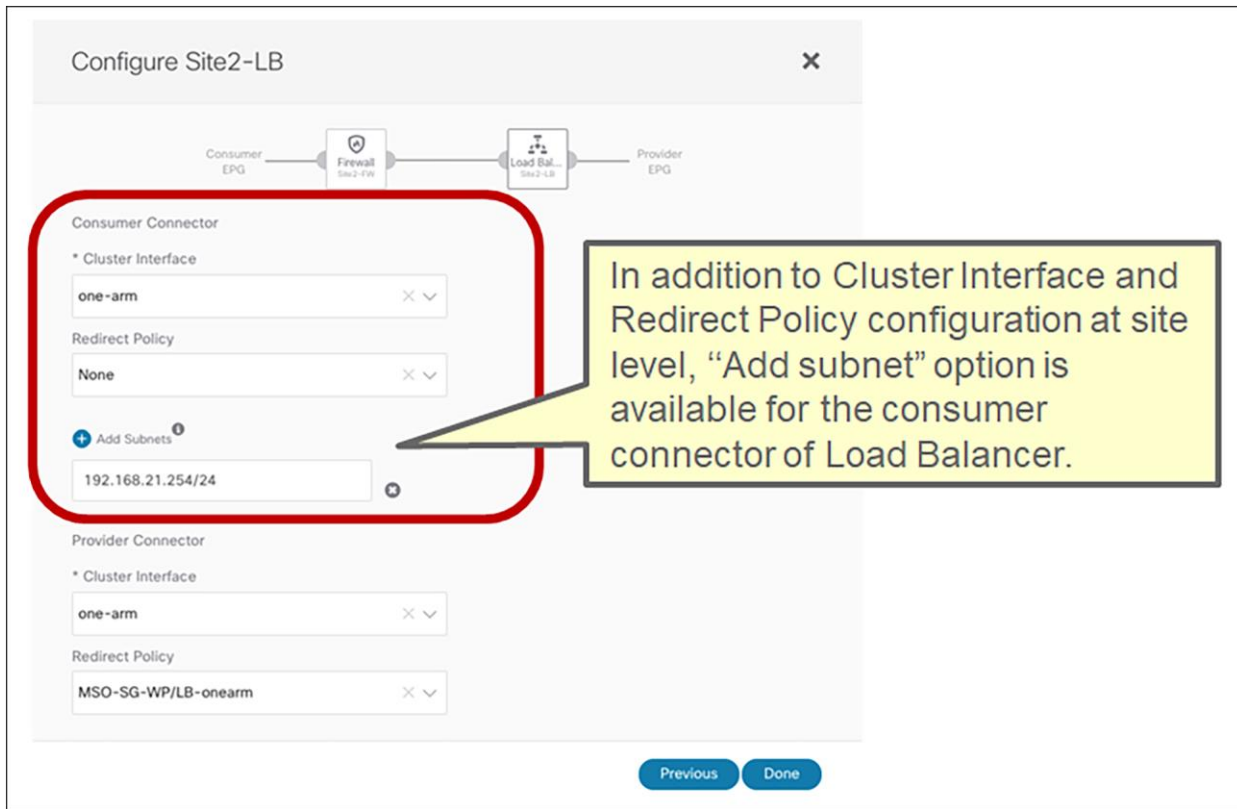 Configure Site2-LB
Consumer
EPG
Firewall
Site2-FW
Load Bal...
Site2-LB
Provider
EPG
Consumer Connector
* Cluster Interface
one-arm
Redirect Policy
None
Add Subnets
192.168.21.254/24
In addition to Cluster Interface and
Redirect Policy configuration at site
level, “Add subnet” option is
available for the consumer
connector of Load Balancer.
Provider Connector
* Cluster Interface
one-arm
Redirect Policy
MSO-SG-WP/LB-onearm
Previous
Done